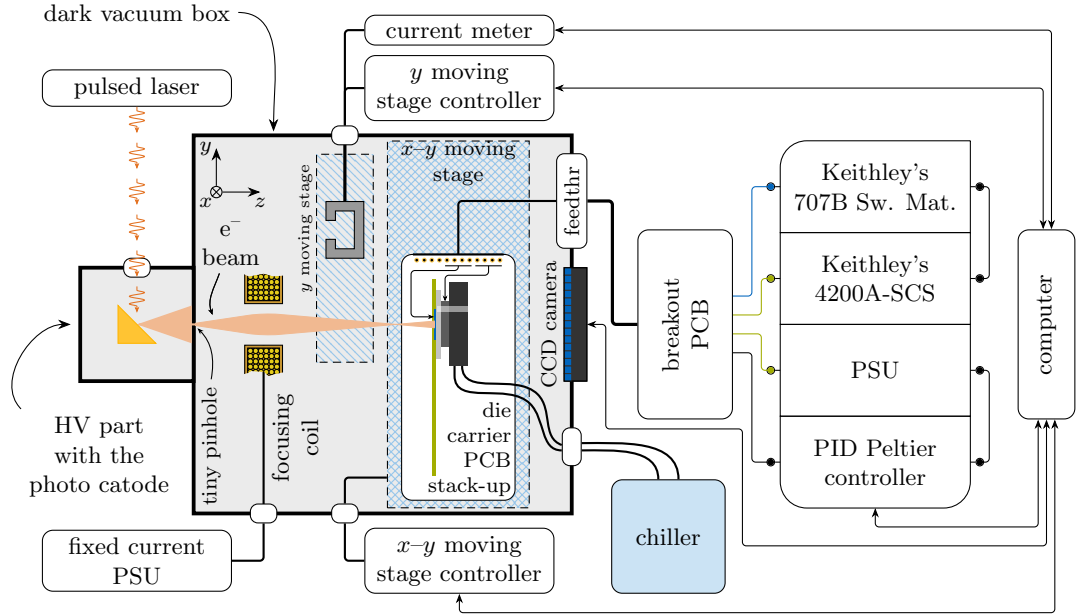 dark vacuum box
current meter
pulsed laser
y moving
stage controller
y
x
z
e−
beam
y moving stage
x–y moving
stage
feedthr
Keithley's
707B Sw. Mat.
Keithley's
4200A-SCS
PSU
PID Peltier
controller
breakout
PCB
computer
CCD camera
HV part
with the
photo catode
tiny pinhole
focusing
coil
die
carrier
PCB
stack-up
fixed current
PSU
x–y moving
stage controller
chiller